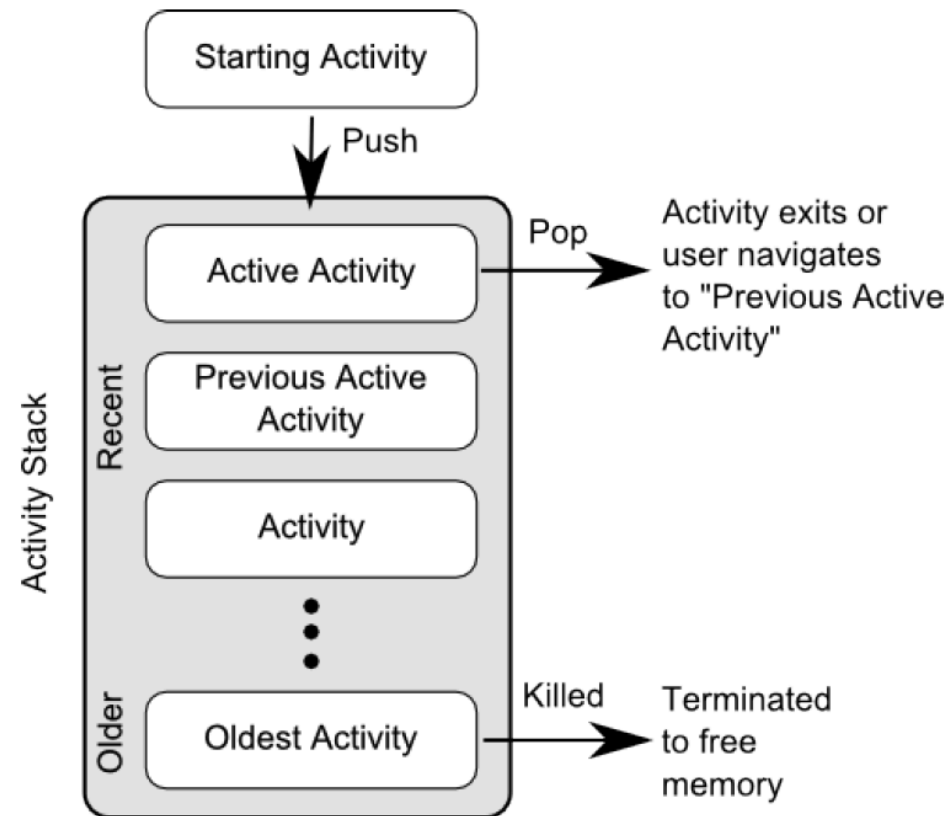 Starting Activity
Push
Active Activity
Pop
Activity exits or
user navigates
to "Previous Active
Activity"
Previous Active
Activity
Activity
Oldest Activity
Killed
Terminated
to free
memory
Activity Stack
Recent
Older